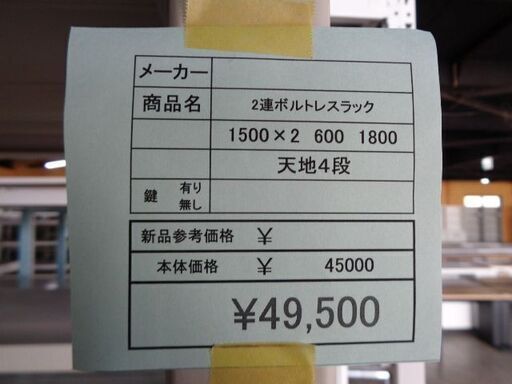 メーカー
商品名 2連ボルトレスラック
1500×2 600 1800
天地4段
鍵 有り
無し
新品参考価格 ¥
本体価格 ¥ 45000
¥49,500